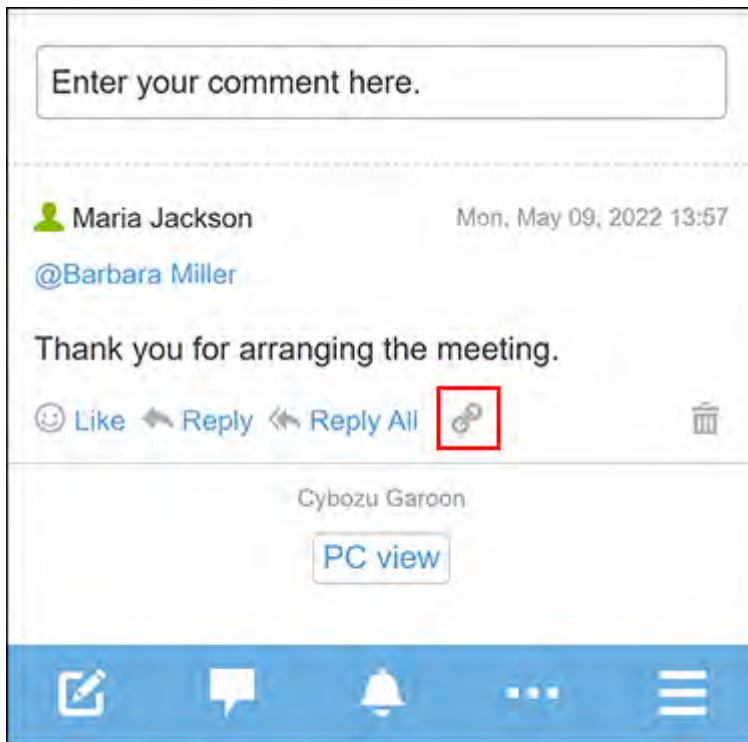 Enter your comment here.
Maria Jackson Mon, May 09, 2022 13:57
@Barbara Miller
Thank you for arranging the meeting.
Like Reply Reply All
Cybozu Garoon
PC view